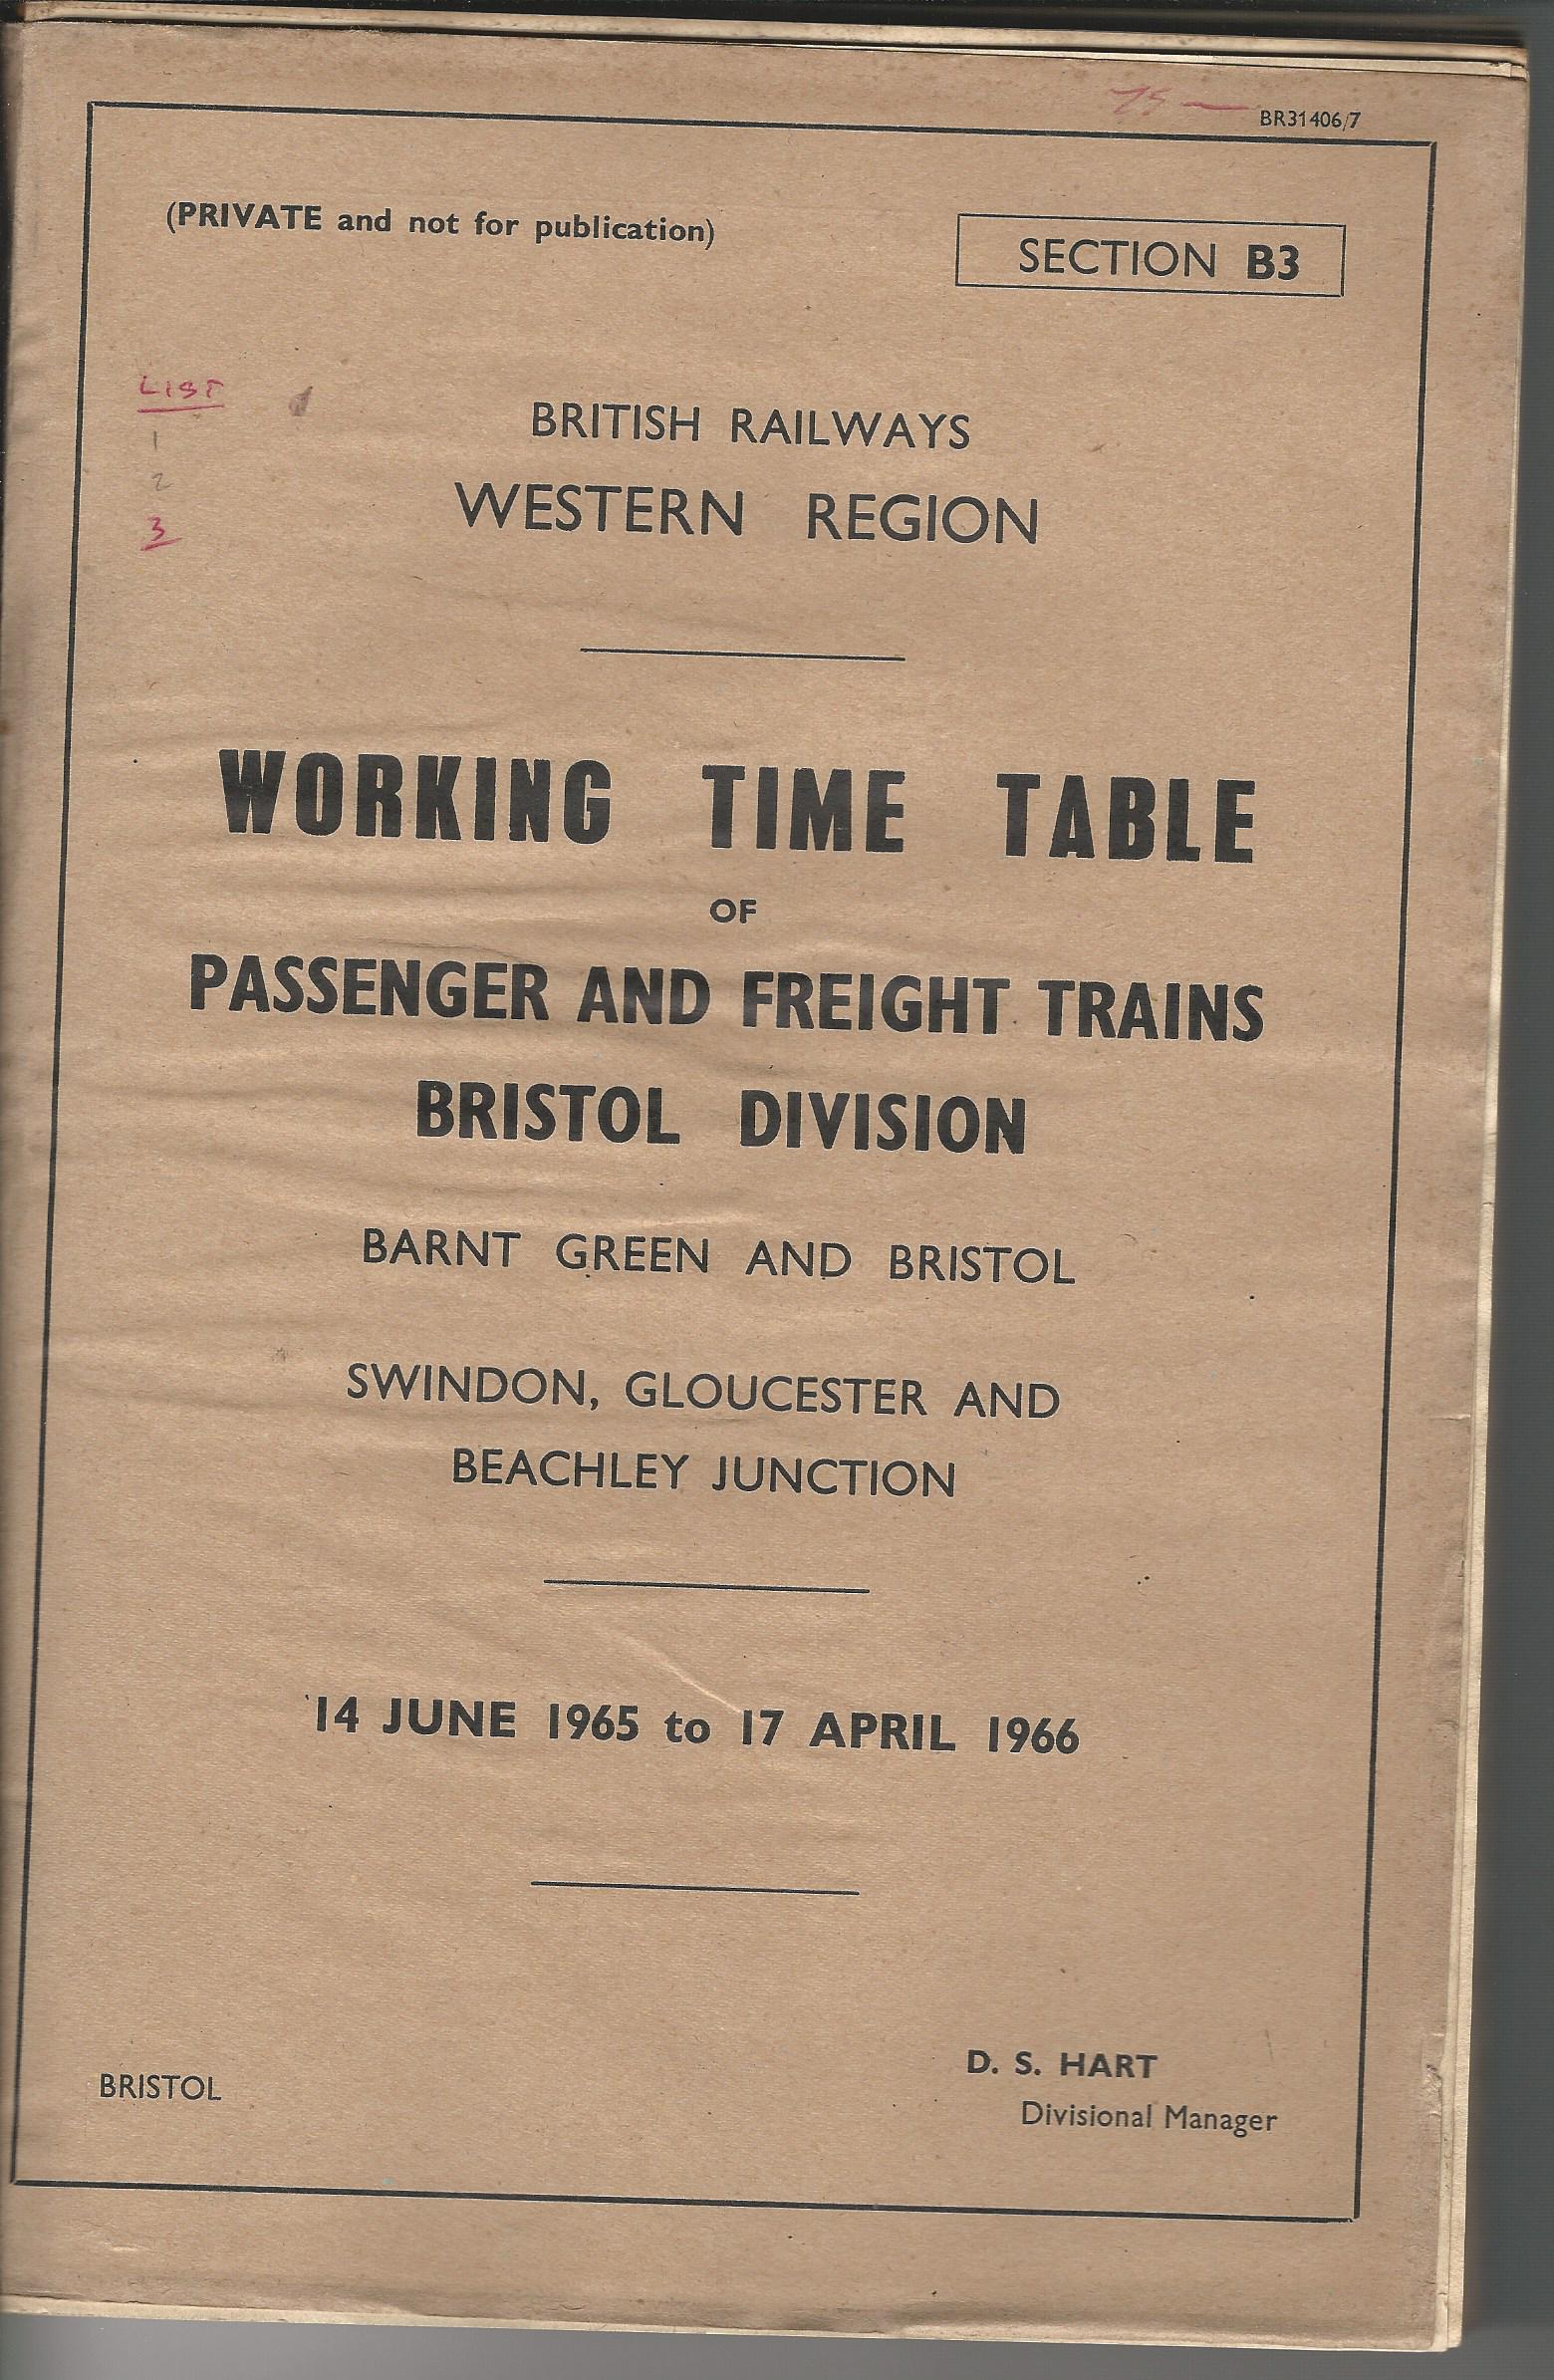 75 —
BR31406/7
(PRIVATE and not for publication)
SECTION B3
LIST
1
2
3
BRITISH RAILWAYS
WESTERN REGION
WORKING TIME TABLE
OF
PASSENGER AND FREIGHT TRAINS
BRISTOL DIVISION
BARNT GREEN AND BRISTOL
SWINDON, GLOUCESTER AND
BEACHLEY JUNCTION
14 JUNE 1965 to 17 APRIL 1966
D. S. HART
BRISTOL
Divisional Manager